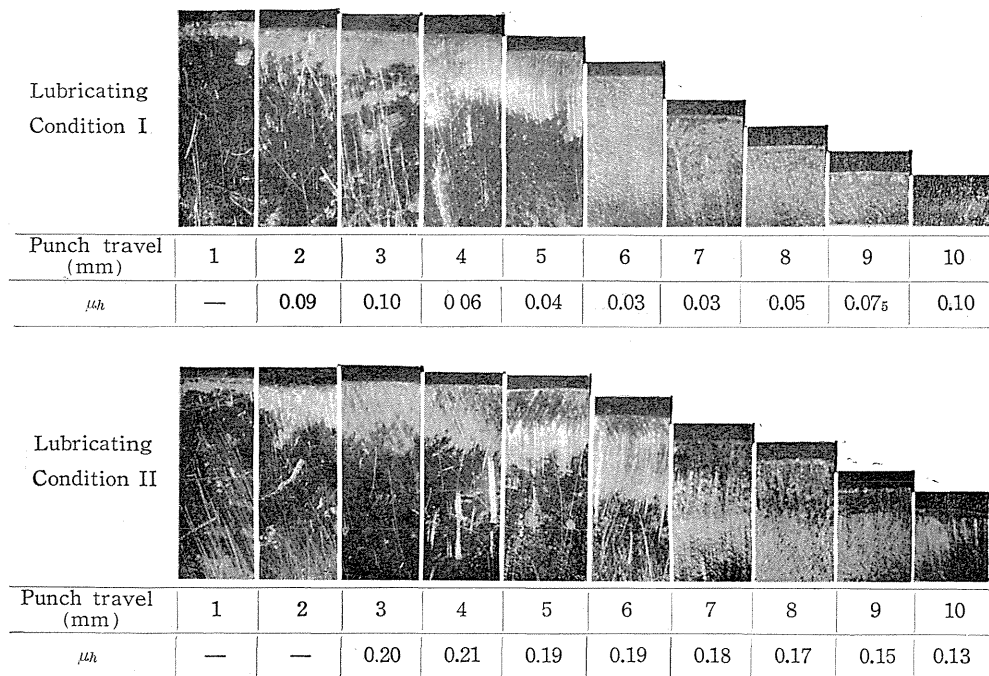 Lubricating
Condition I
Punch travel
(mm) 1 2 3 4 5 6 7 8 9 10
μh — 0.09 0.10 0 06 0.04 0.03 0.03 0.05 0.07₅ 0.10
Lubricating
Condition II
Punch travel
(mm) 1 2 3 4 5 6 7 8 9 10
μh — — 0.20 0.21 0.19 0.19 0.18 0.17 0.15 0.13